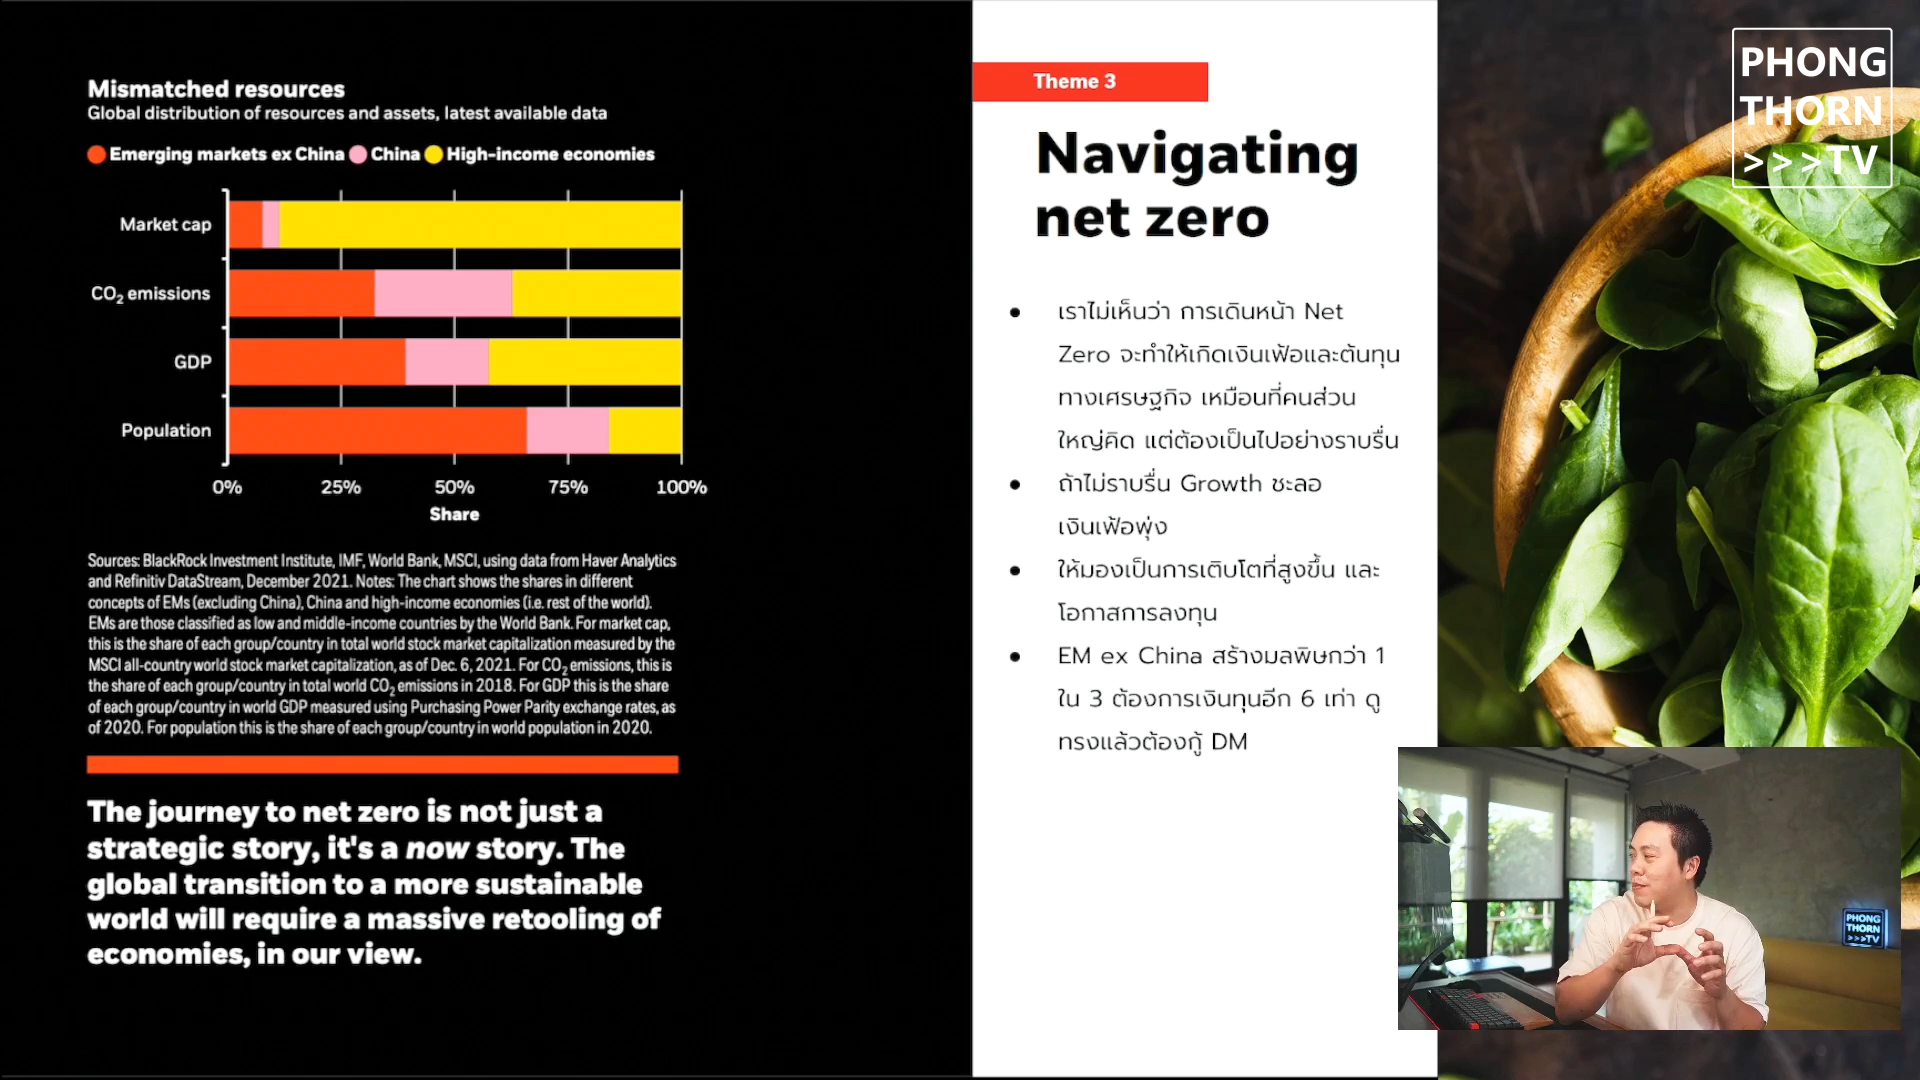 Mismatched resources
Global distribution of resources and assets, latest available data
Emerging markets ex China China High-income economies
Market cap
CO₂ emissions
GDP
Population
0% 25% 50% 75% 100%
Share
Sources: BlackRock Investment Institute, IMF, World Bank, MSCI, using data from Haver Analytics
and Refinitiv DataStream, December 2021. Notes: The chart shows the shares in different
concepts of EMs (excluding China), China and high-income economies (i.e. rest of the world).
EMs are those classified as low and middle-income countries by the World Bank. For market cap,
this is the share of each group/country in total world stock market capitalization measured by the
MSCI all-country world stock market capitalization, as of Dec. 6, 2021. For CO₂ emissions, this is
the share of each group/country in total world CO₂ emissions in 2018. For GDP this is the share
of each group/country in world GDP measured using Purchasing Power Parity exchange rates, as
of 2020. For population this is the share of each group/country in world population in 2020.
The journey to net zero is not just a
strategic story, it's a now story. The
global transition to a more sustainable
world will require a massive retooling of
economies, in our view.
Theme 3
Navigating
net zero
● เราไม่เห็นว่า การเดินหน้า Net
Zero จะทำให้เกิดเงินเฟ้อและต้นทุน
ทางเศรษฐกิจ เหมือนที่คนส่วน
ใหญ่คิด แต่ต้องเป็นไปอย่างราบรื่น
● ถ้าไม่ราบรื่น Growth ชะลอ
เงินเฟ้อพุ่ง
● ให้มองเป็นการเติบโตที่สูงขึ้น และ
โอกาสการลงทุน
● EM ex China สร้างมลพิษกว่า 1
ใน 3 ต้องการเงินทุนอีก 6 เท่า ดู
ทรงแล้วต้องกู้ DM
PHONG
THORN
>>>TV
PHONG
THORN
>>>TV